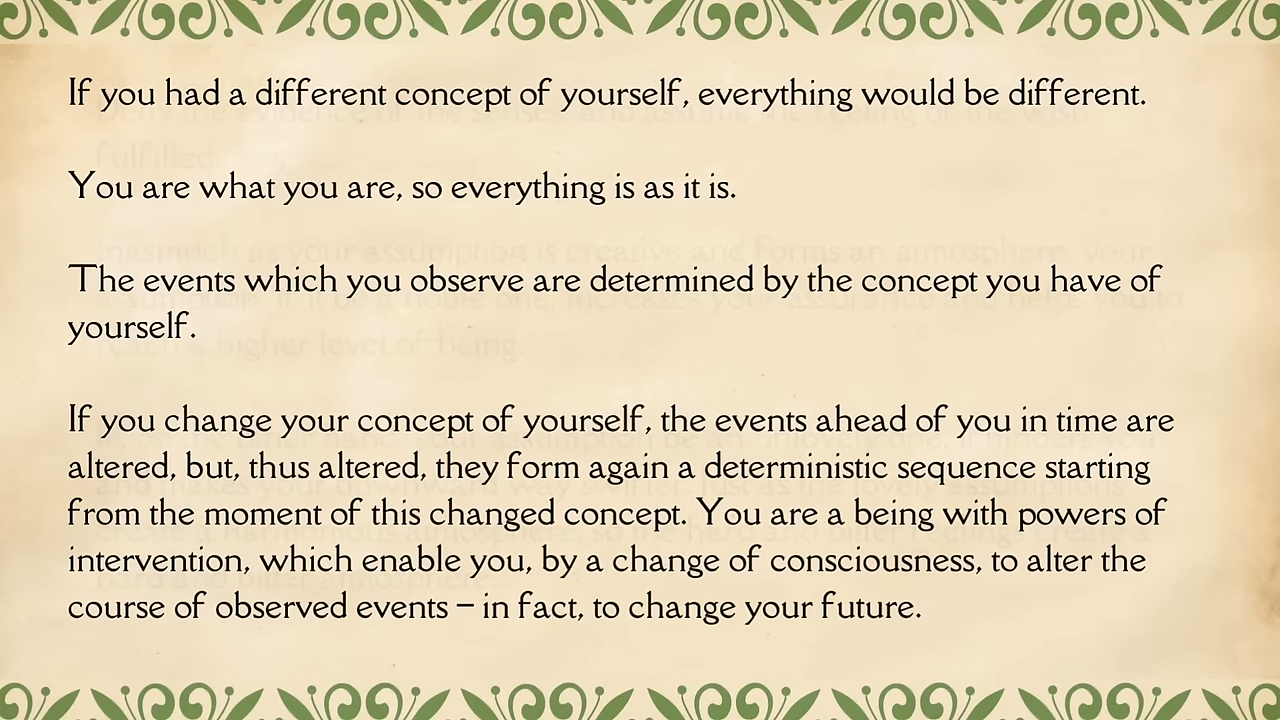 If you had a different concept of yourself, everything would be different.
You are what you are, so everything is as it is.
The events which you observe are determined by the concept you have of
yourself.
If you change your concept of yourself, the events ahead of you in time are
altered, but, thus altered, they form again a deterministic sequence starting
from the moment of this changed concept. You are a being with powers of
intervention, which enable you, by a change of consciousness, to alter the
course of observed events – in fact, to change your future.